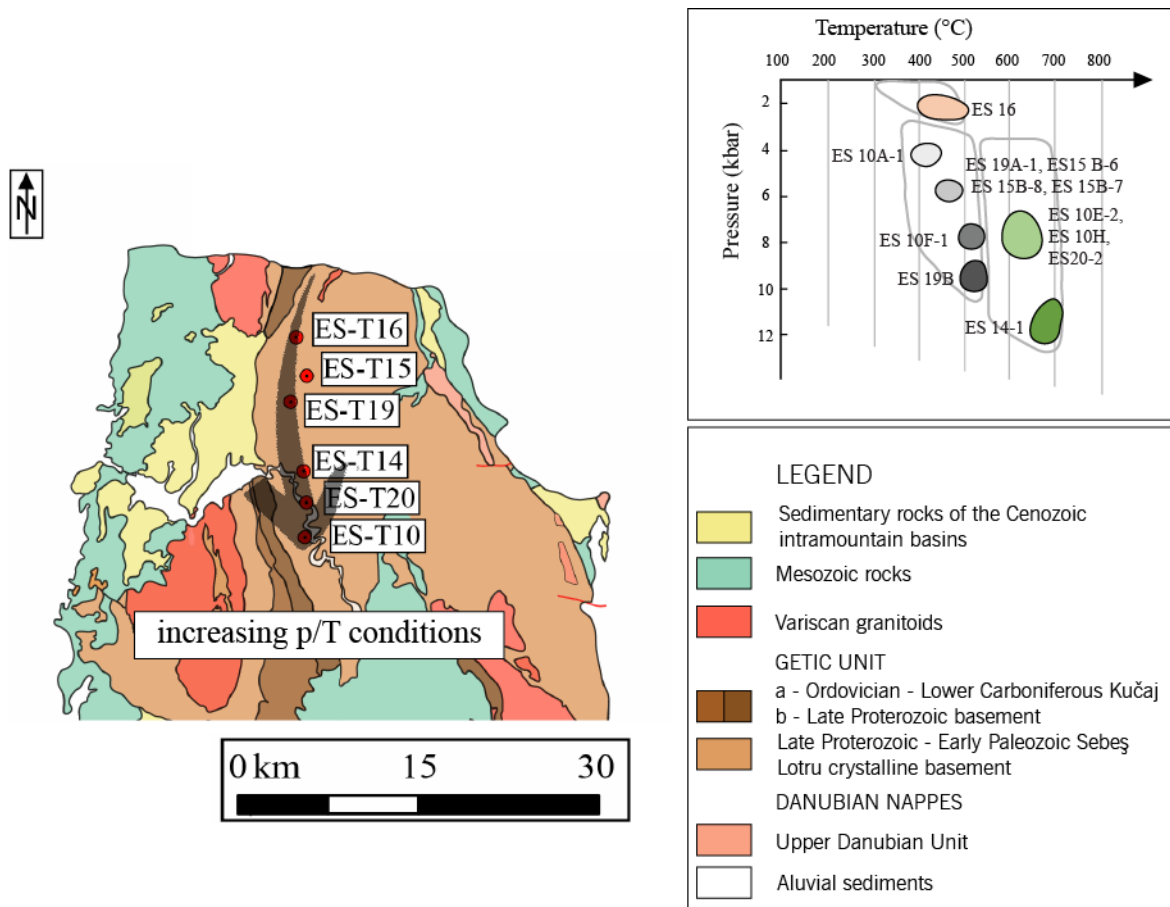 N
ES-T16
ES-T15
ES-T19
ES-T14
ES-T20
ES-T10
increasing p/T conditions
0 km 15 30
Temperature (°C)
100 200 300 400 500 600 700 800
Pressure (kbar)
2
4
6
8
10
12
ES 16
ES 10A-1
ES 19A-1, ES15 B-6
ES 15B-8, ES 15B-7
ES 10F-1
ES 10E-2,
ES 10H,
ES20-2
ES 19B
ES 14-1
LEGEND
Sedimentary rocks of the Cenozoic
intramountain basins
Mesozoic rocks
Variscan granitoids
GETIC UNIT
a - Ordovician - Lower Carboniferous Kučaj
b - Late Proterozoic basement
Late Proterozoic - Early Paleozoic Sebeş
Lotru crystalline basement
DANUBIAN NAPPES
Upper Danubian Unit
Aluvial sediments